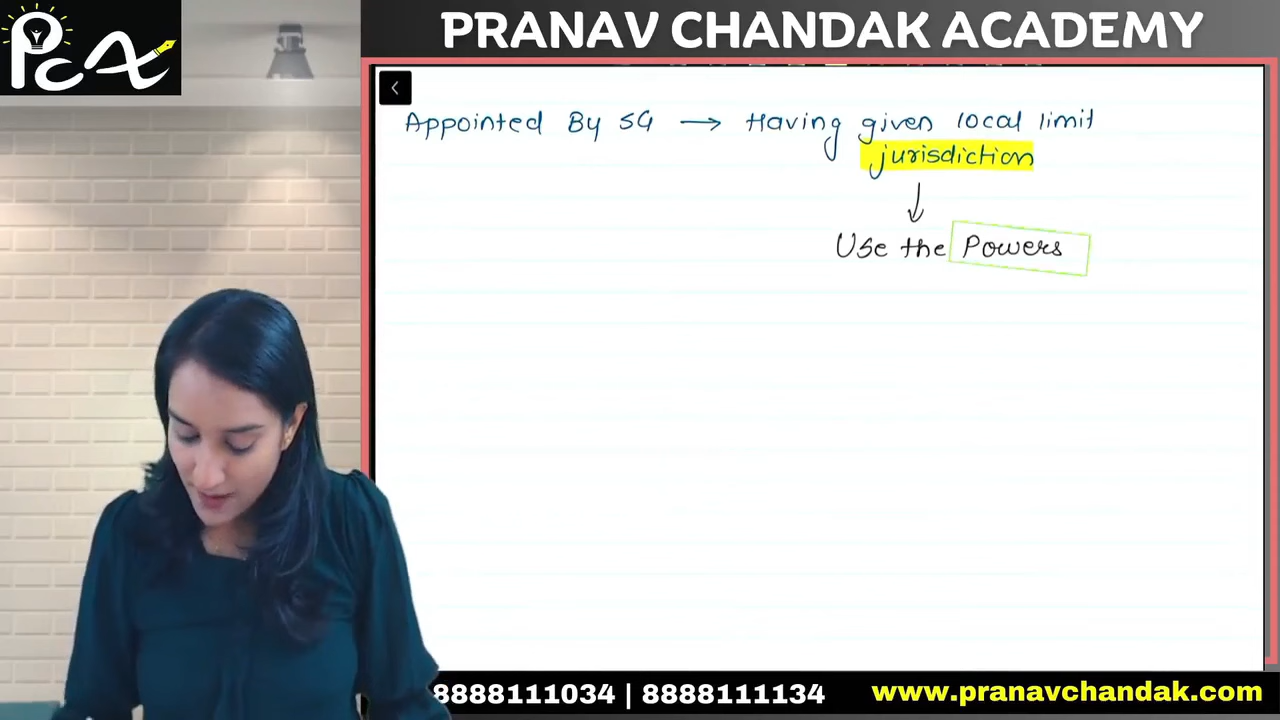 PCA
PRANAV CHANDAK ACADEMY
Appointed By SG → Having given local limit
jurisdiction
↓
Use the Powers
8888111034 | 8888111134
www.pranavchandak.com